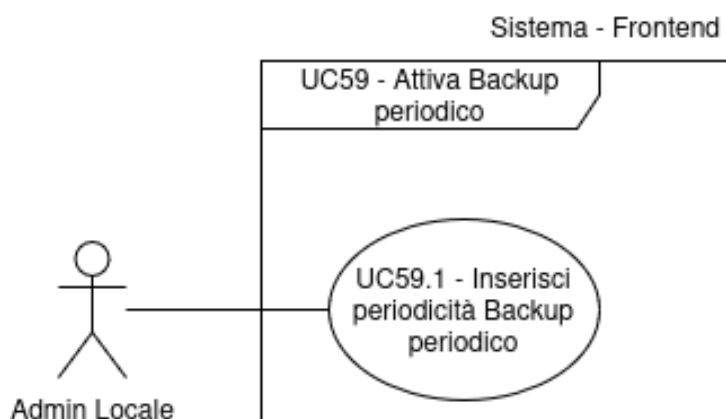 Sistema - Frontend
UC59 - Attiva Backup
periodico
UC59.1 - Inserisci
periodicità Backup
periodico
Admin Locale